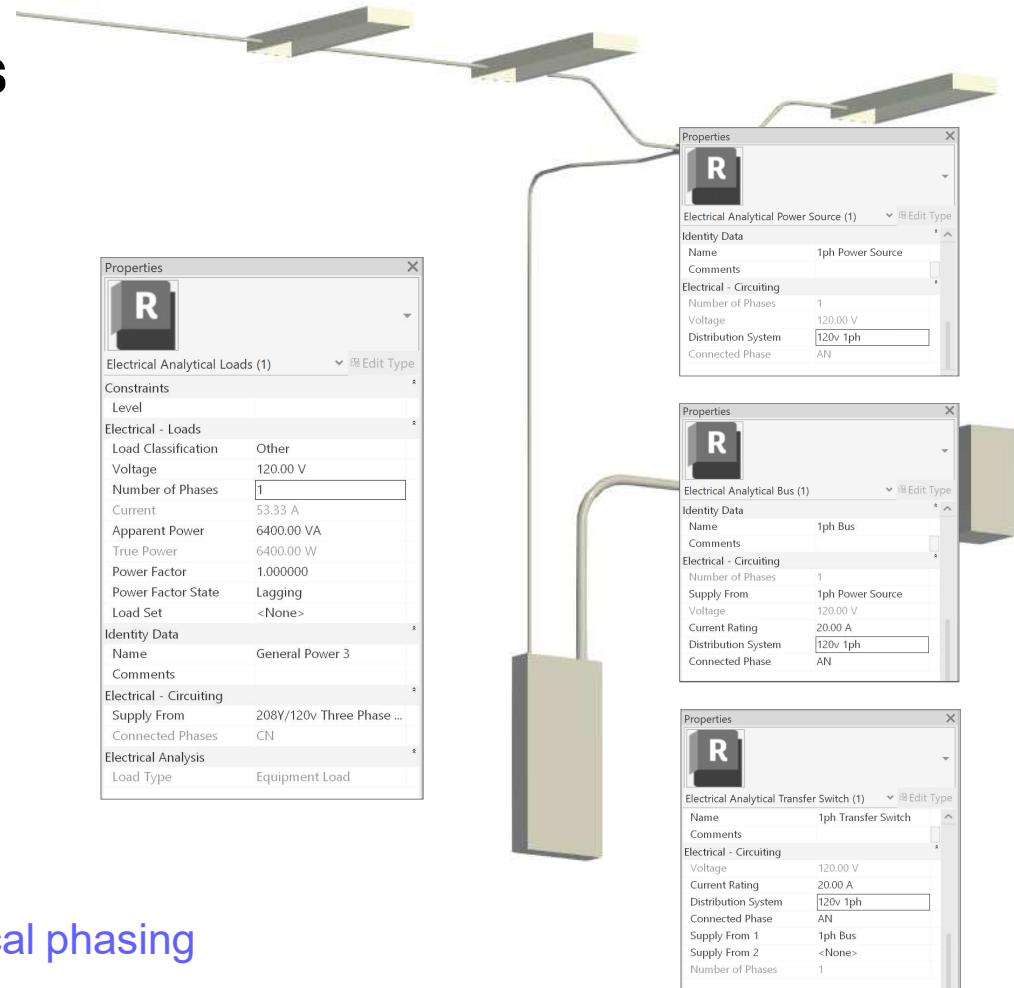 s
Properties
R
Electrical Analytical Power Source (1) Edit Type
Identity Data
Name 1ph Power Source
Comments
Electrical - Circuiting
Number of Phases 1
Voltage 120.00 V
Distribution System 120v 1ph
Connected Phase AN
Properties
R
Electrical Analytical Loads (1) Edit Type
Constraints
Level
Electrical - Loads
Load Classification Other
Voltage 120.00 V
Number of Phases 1
Current 53.33 A
Apparent Power 6400.00 VA
True Power 6400.00 W
Power Factor 1.000000
Power Factor State Lagging
Load Set <None>
Identity Data
Name General Power 3
Comments
Electrical - Circuiting
Supply From 208Y/120v Three Phase ...
Connected Phases CN
Electrical Analysis
Load Type Equipment Load
Properties
R
Electrical Analytical Bus (1) Edit Type
Identity Data
Name 1ph Bus
Comments
Electrical - Circuiting
Number of Phases 1
Supply From 1ph Power Source
Voltage 120.00 V
Current Rating 20.00 A
Distribution System 120v 1ph
Connected Phase AN
Properties
R
Electrical Analytical Transfer Switch (1) Edit Type
Name 1ph Transfer Switch
Comments
Electrical - Circuiting
Voltage 120.00 V
Current Rating 20.00 A
Distribution System 120v 1ph
Connected Phase AN
Supply From 1 1ph Bus
Supply From 2 <None>
Number of Phases 1
cal phasing